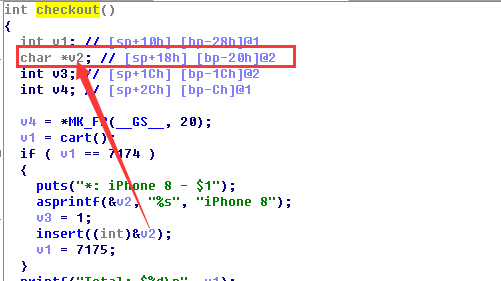 int checkout()
{
int v1; // [sp+10h] [bp-28h]@1
char *v2; // [sp+18h] [bp-20h]@2
int v3; // [sp+1Ch] [bp-1Ch]@2
int v4; // [sp+2Ch] [bp-Ch]@1
v4 = *MK_FP(__GS__, 20);
v1 = cart();
if ( v1 == 7174 )
{
puts("*: iPhone 8 - $1");
asprintf(&v2, "%s", "iPhone 8");
v3 = 1;
insert((int)&v2);
v1 = 7175;
}
printf("Total: $%d\n", v1);